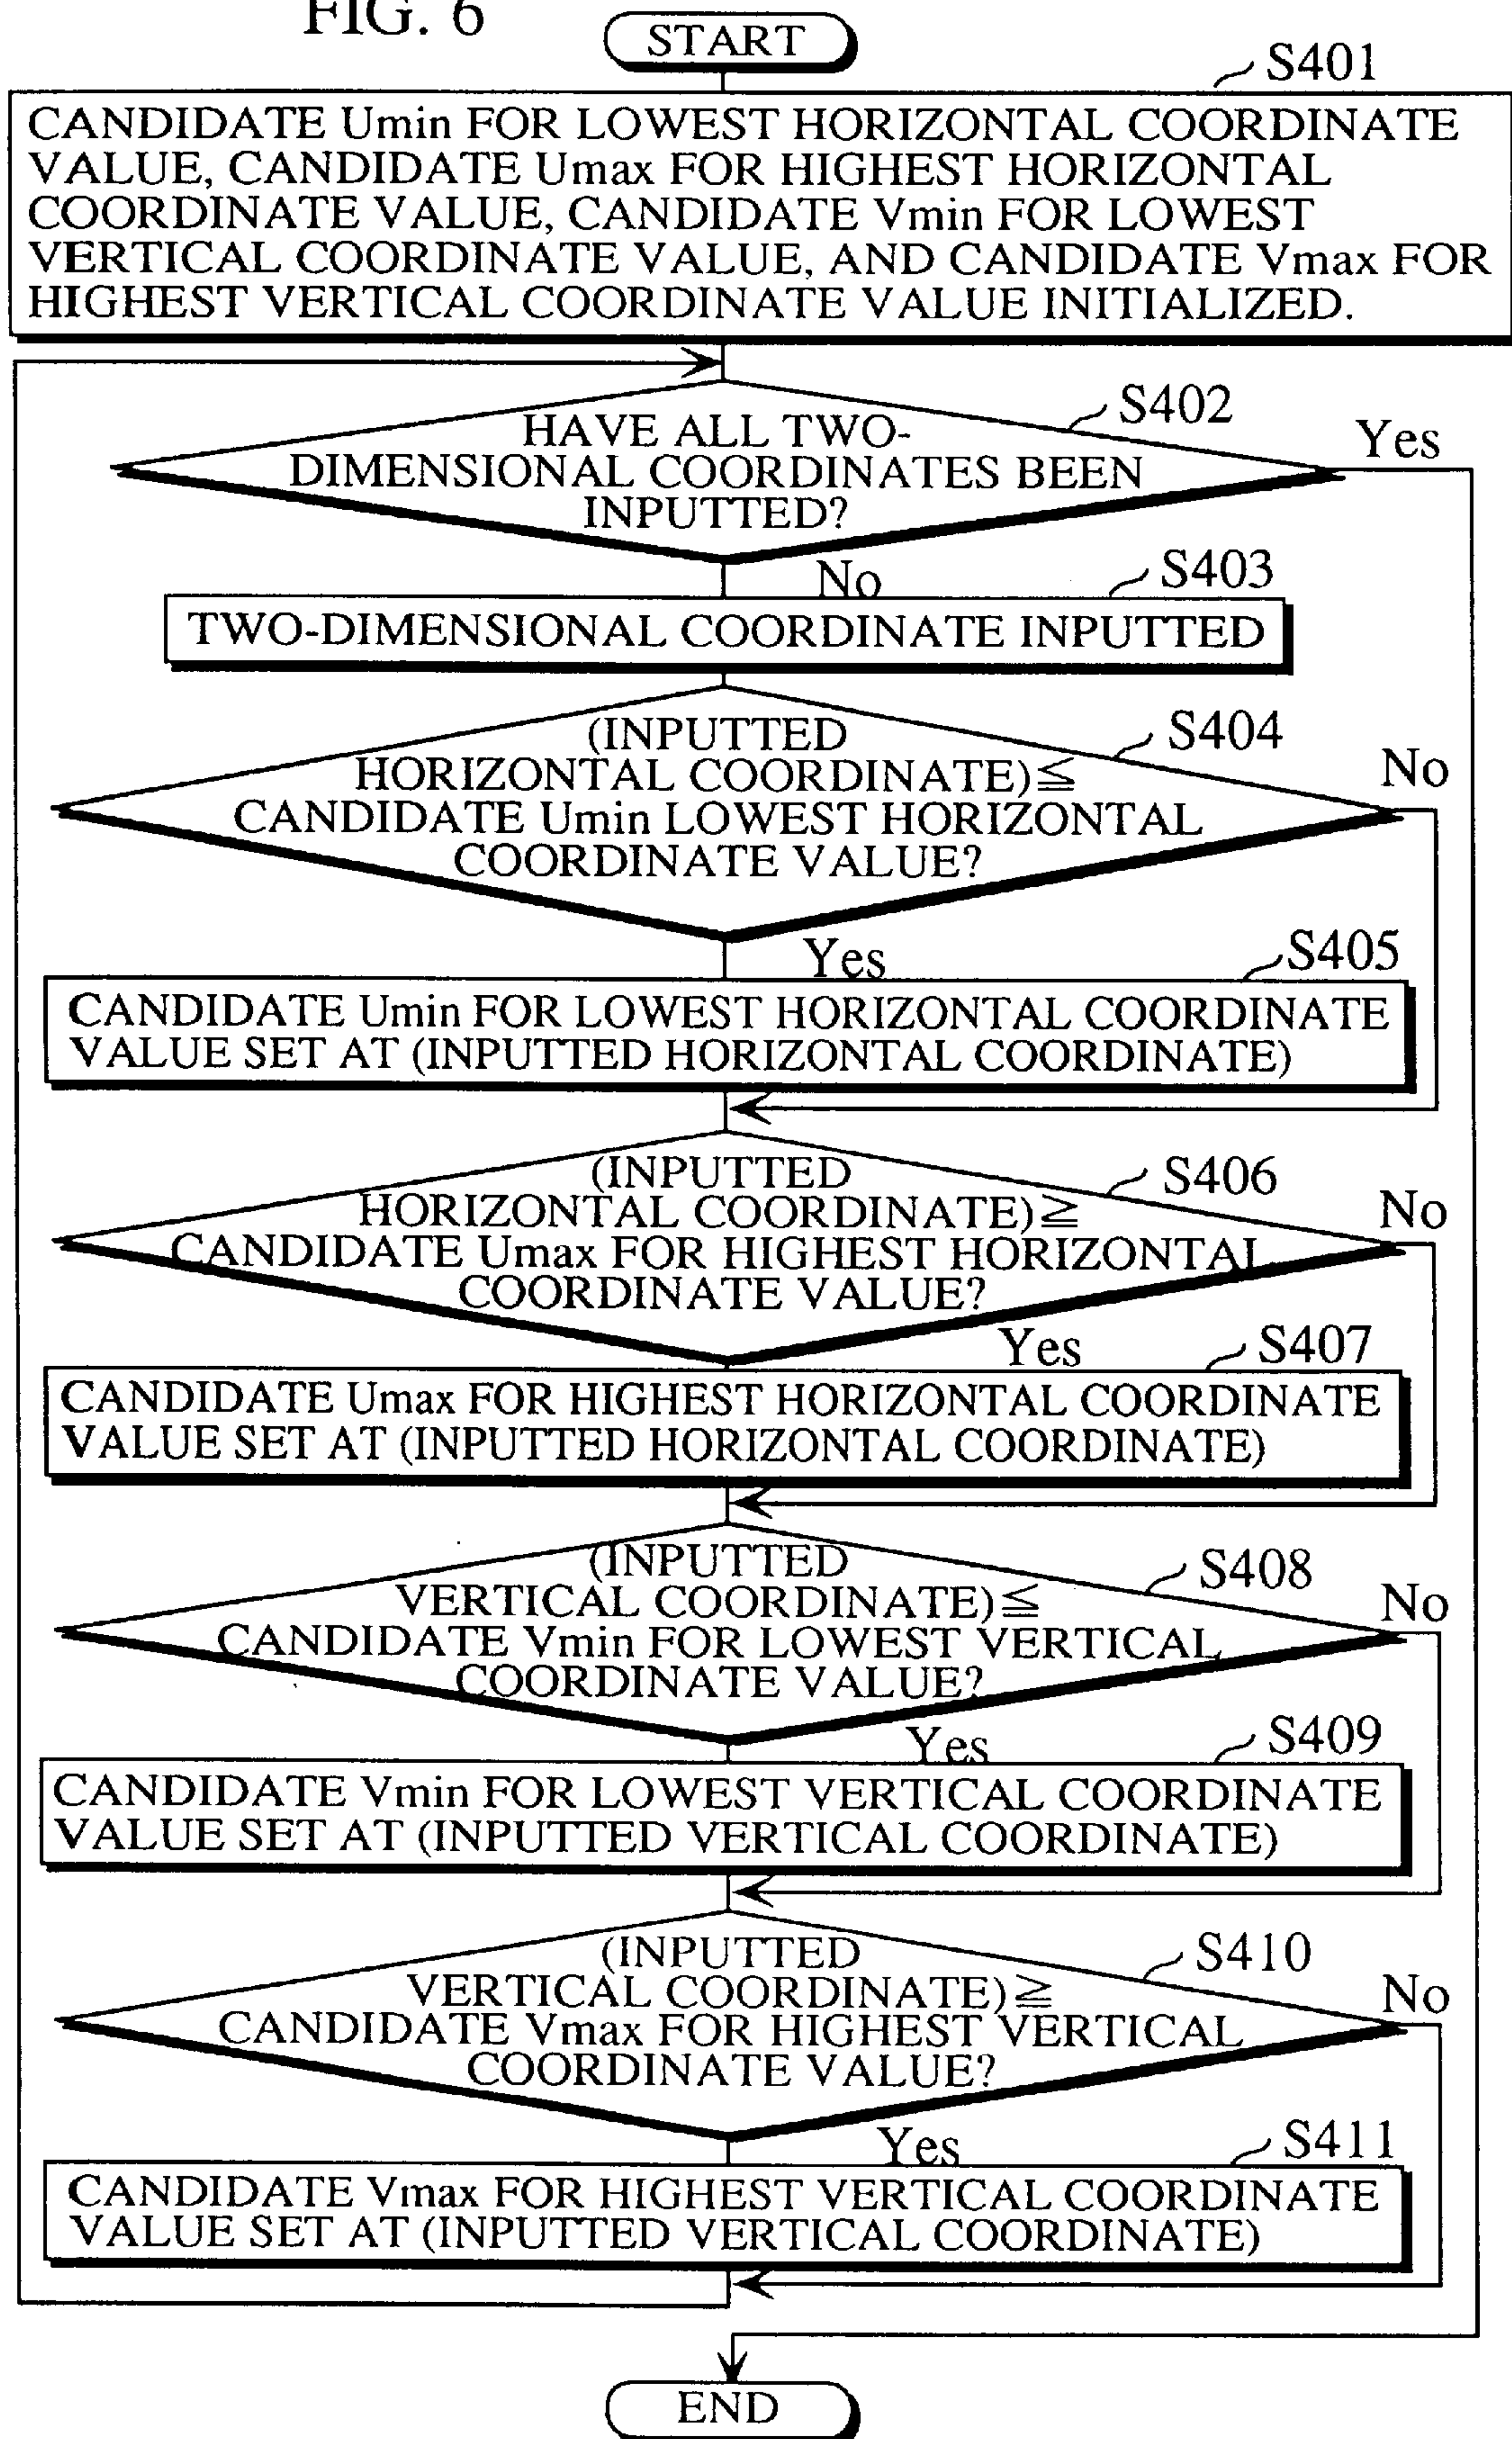 FIG. 6
START
S401
CANDIDATE Umin FOR LOWEST HORIZONTAL COORDINATE
VALUE, CANDIDATE Umax FOR HIGHEST HORIZONTAL
COORDINATE VALUE, CANDIDATE Vmin FOR LOWEST
VERTICAL COORDINATE VALUE, AND CANDIDATE Vmax FOR
HIGHEST VERTICAL COORDINATE VALUE INITIALIZED.
S402
HAVE ALL TWO-
DIMENSIONAL COORDINATES BEEN
INPUTTED?
Yes
No
S403
TWO-DIMENSIONAL COORDINATE INPUTTED
S404
(INPUTTED
HORIZONTAL COORDINATE)≦
CANDIDATE Umin LOWEST HORIZONTAL
COORDINATE VALUE?
No
Yes
S405
CANDIDATE Umin FOR LOWEST HORIZONTAL COORDINATE
VALUE SET AT (INPUTTED HORIZONTAL COORDINATE)
S406
(INPUTTED
HORIZONTAL COORDINATE)≧
CANDIDATE Umax FOR HIGHEST HORIZONTAL
COORDINATE VALUE?
No
Yes
S407
CANDIDATE Umax FOR HIGHEST HORIZONTAL COORDINATE
VALUE SET AT (INPUTTED HORIZONTAL COORDINATE)
S408
(INPUTTED
VERTICAL COORDINATE)≦
CANDIDATE Vmin FOR LOWEST VERTICAL
COORDINATE VALUE?
No
Yes
S409
CANDIDATE Vmin FOR LOWEST VERTICAL COORDINATE
VALUE SET AT (INPUTTED VERTICAL COORDINATE)
S410
(INPUTTED
VERTICAL COORDINATE)≧
CANDIDATE Vmax FOR HIGHEST VERTICAL
COORDINATE VALUE?
No
Yes
S411
CANDIDATE Vmax FOR HIGHEST VERTICAL COORDINATE
VALUE SET AT (INPUTTED VERTICAL COORDINATE)
END